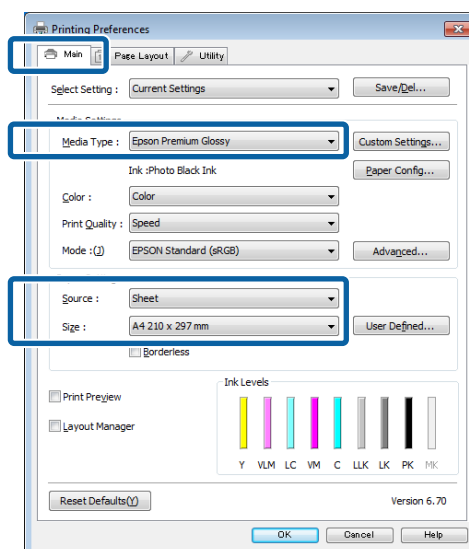 Printing Preferences
Main Page Layout Utility
Select Setting : Current Settings Save/Del...
Media Settings
Media Type : Epson Premium Glossy Custom Settings...
Ink :Photo Black Ink Paper Config...
Color : Color
Print Quality : Speed
Mode :(J) EPSON Standard (sRGB) Advanced...
Source : Sheet
Size : A4 210 x 297 mm User Defined...
Borderless
Print Preview
Layout Manager
Ink Levels
Y VLM LC VM C LLK LK PK MK
Reset Defaults(Y) Version 6.70
OK Cancel Help